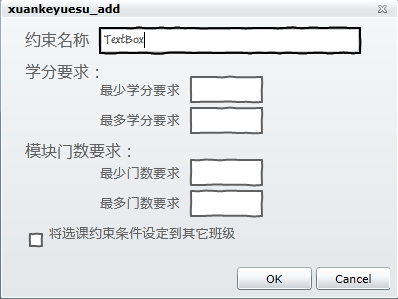 xuankeyuesu_add
约束名称 TextBox
学分要求：
最少学分要求
最多学分要求
模块门数要求：
最少门数要求
最多门数要求
将选课约束条件设定到其它班级
OK Cancel